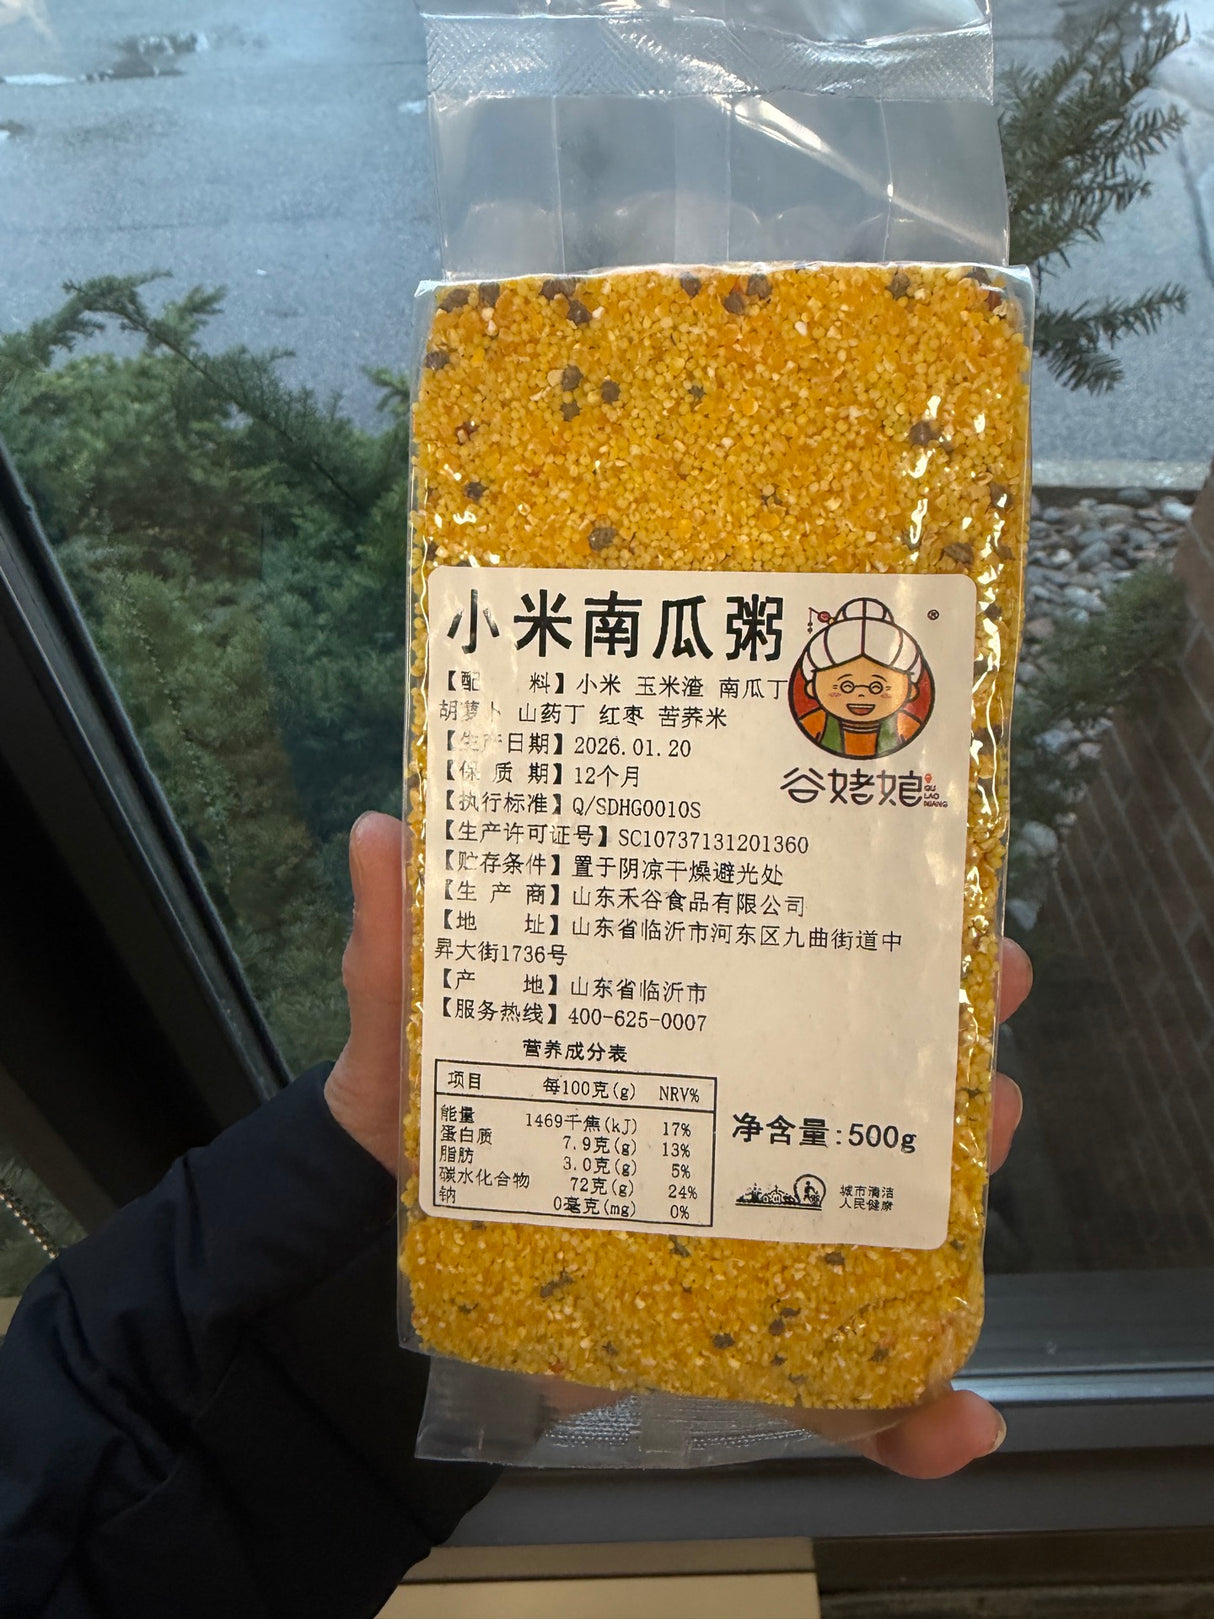 小米南瓜粥
®
【配 料】小米 玉米渣 南瓜丁
胡萝卜 山药丁 红枣 苦荞米
【生产日期】2026.01.20
【保 质 期】12个月
【执行标准】Q/SDHG0010S
【生产许可证号】SC10737131201360
【贮存条件】置于阴凉干燥避光处
【生 产 商】山东禾谷食品有限公司
【地 址】山东省临沂市河东区九曲街道中
昇大街1736号
【产 地】山东省临沂市
【服务热线】400-625-0007
谷姥娘
GU
LAO
NIANG
营养成分表
项目 每100克(g) NRV%
能量 1469千焦(kJ) 17%
蛋白质 7.9克(g) 13%
脂肪 3.0克(g) 5%
碳水化合物 72克(g) 24%
钠 0毫克(mg) 0%
净含量:500g
城市清洁
人民健康